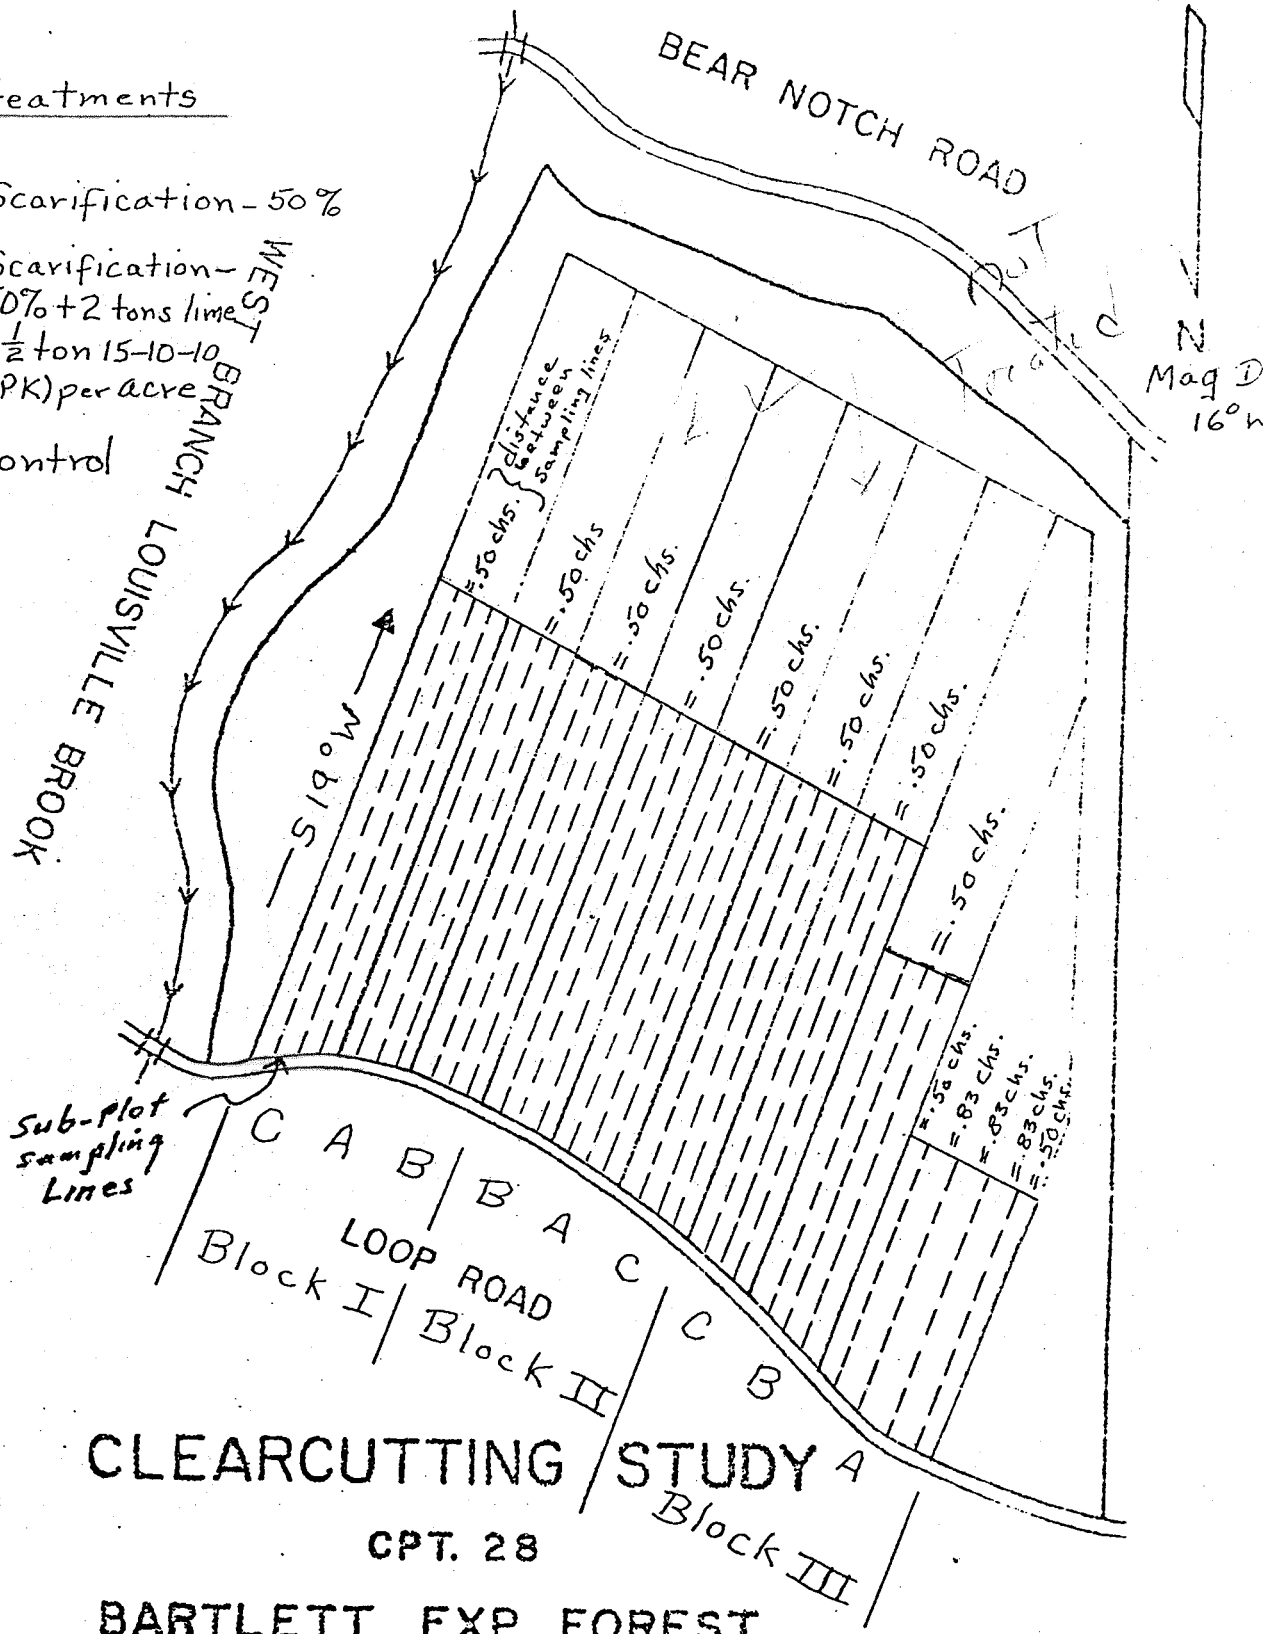 eatments
Scarification - 50%
Scarification -
0% + 2 tons lime
½ ton 15-10-10
PK) per acre
ontrol
BEAR NOTCH ROAD
WEST BRANCH LOUISVILLE BROOK
N
Mag D
16°
S19°W
distance
between
sampling lines
=.50 chs.
=.50 chs
=.50 chs.
=.50 chs.
=.50 chs.
=.50 chs.
=.50 chs.
=.50 chs.
=.50 chs.
=.83 chs.
=.83 chs.
=.83 chs.
=.50 chs.
Sub-plot
sampling
Lines
C A B B A C C B A
LOOP ROAD
Block I
Block II
Block III
CLEARCUTTING STUDY
CPT. 28
BARTLETT EXP FOREST